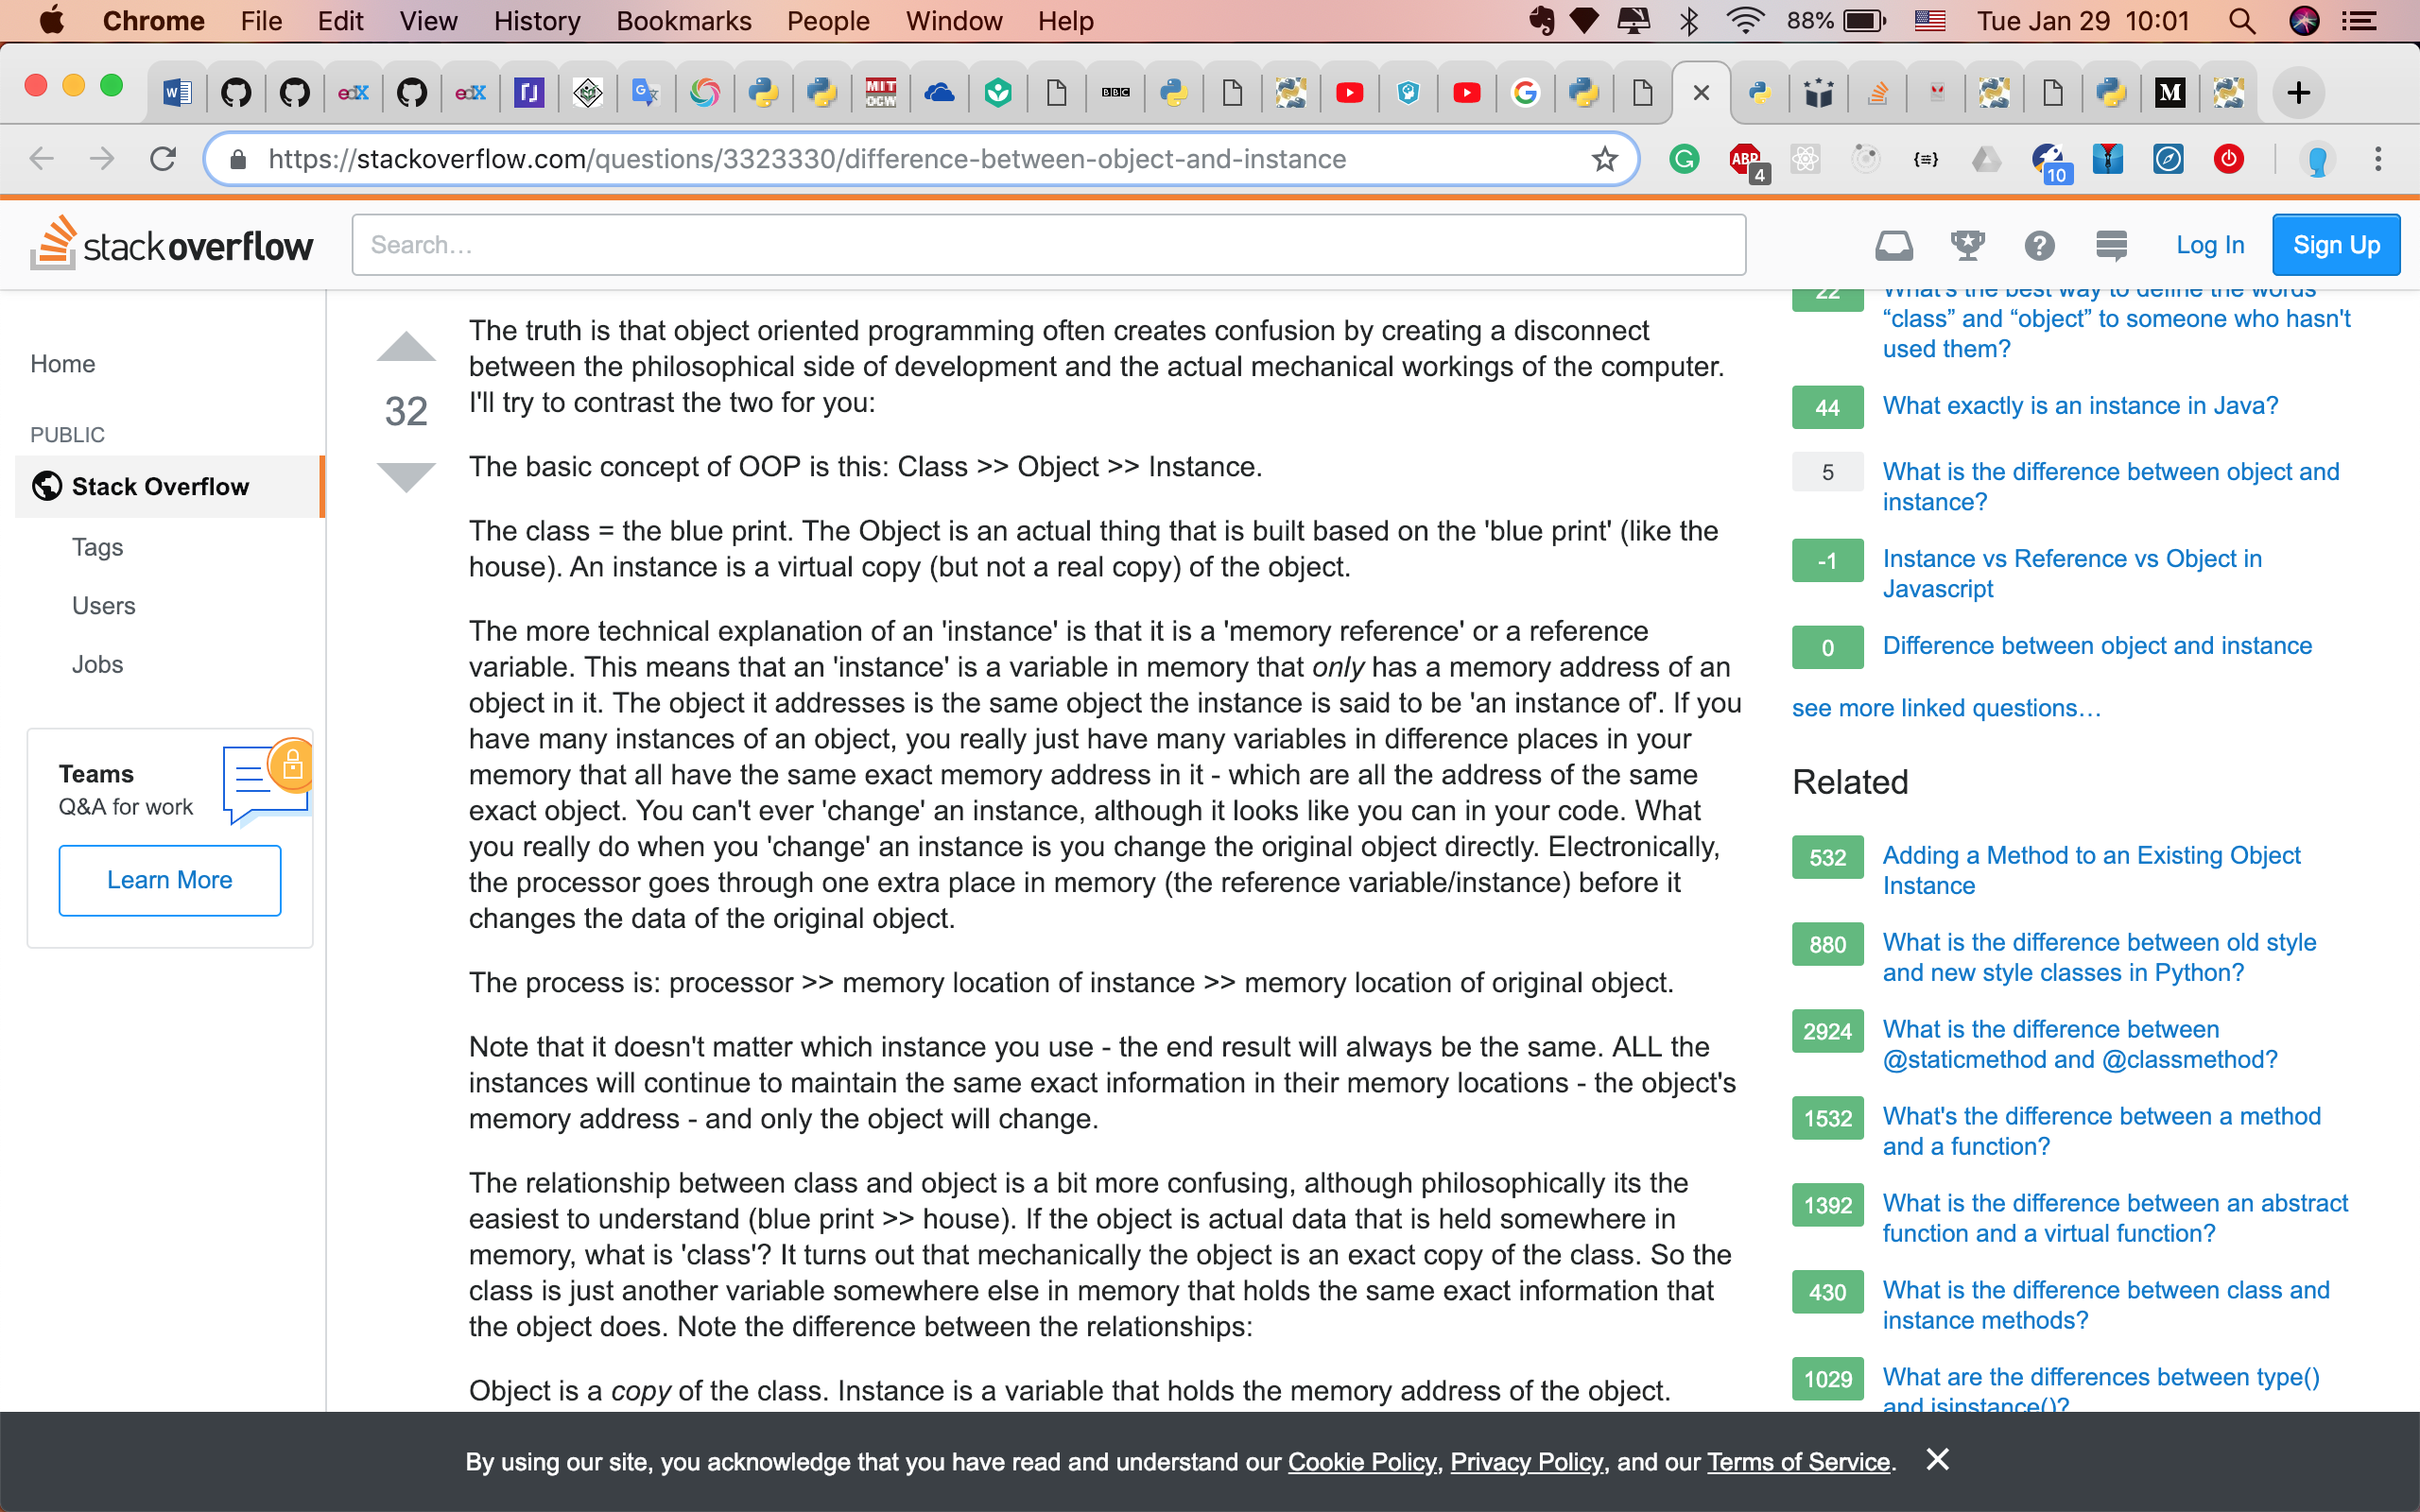 Chrome File Edit View History Bookmarks People Window Help 88% Tue Jan 29 10:01
https://stackoverflow.com/questions/3323330/difference-between-object-and-instance
ABP 4 10
stackoverflow Search… Log In Sign Up
Home
PUBLIC
Stack Overflow
Tags
Users
Jobs
Teams
Q&A for work
Learn More
32
The truth is that object oriented programming often creates confusion by creating a disconnect
between the philosophical side of development and the actual mechanical workings of the computer.
I'll try to contrast the two for you:
The basic concept of OOP is this: Class >> Object >> Instance.
The class = the blue print. The Object is an actual thing that is built based on the 'blue print' (like the
house). An instance is a virtual copy (but not a real copy) of the object.
The more technical explanation of an 'instance' is that it is a 'memory reference' or a reference
variable. This means that an 'instance' is a variable in memory that only has a memory address of an
object in it. The object it addresses is the same object the instance is said to be 'an instance of'. If you
have many instances of an object, you really just have many variables in difference places in your
memory that all have the same exact memory address in it - which are all the address of the same
exact object. You can't ever 'change' an instance, although it looks like you can in your code. What
you really do when you 'change' an instance is you change the original object directly. Electronically,
the processor goes through one extra place in memory (the reference variable/instance) before it
changes the data of the original object.
The process is: processor >> memory location of instance >> memory location of original object.
Note that it doesn't matter which instance you use - the end result will always be the same. ALL the
instances will continue to maintain the same exact information in their memory locations - the object's
memory address - and only the object will change.
The relationship between class and object is a bit more confusing, although philosophically its the
easiest to understand (blue print >> house). If the object is actual data that is held somewhere in
memory, what is 'class'? It turns out that mechanically the object is an exact copy of the class. So the
class is just another variable somewhere else in memory that holds the same exact information that
the object does. Note the difference between the relationships:
Object is a copy of the class. Instance is a variable that holds the memory address of the object.
22 What's the best way to define the words
“class” and “object” to someone who hasn't
used them?
44 What exactly is an instance in Java?
5 What is the difference between object and
instance?
-1 Instance vs Reference vs Object in
Javascript
0 Difference between object and instance
see more linked questions…
Related
532 Adding a Method to an Existing Object
Instance
880 What is the difference between old style
and new style classes in Python?
2924 What is the difference between
@staticmethod and @classmethod?
1532 What's the difference between a method
and a function?
1392 What is the difference between an abstract
function and a virtual function?
430 What is the difference between class and
instance methods?
1029 What are the differences between type()
and isinstance()?
By using our site, you acknowledge that you have read and understand our Cookie Policy, Privacy Policy, and our Terms of Service.